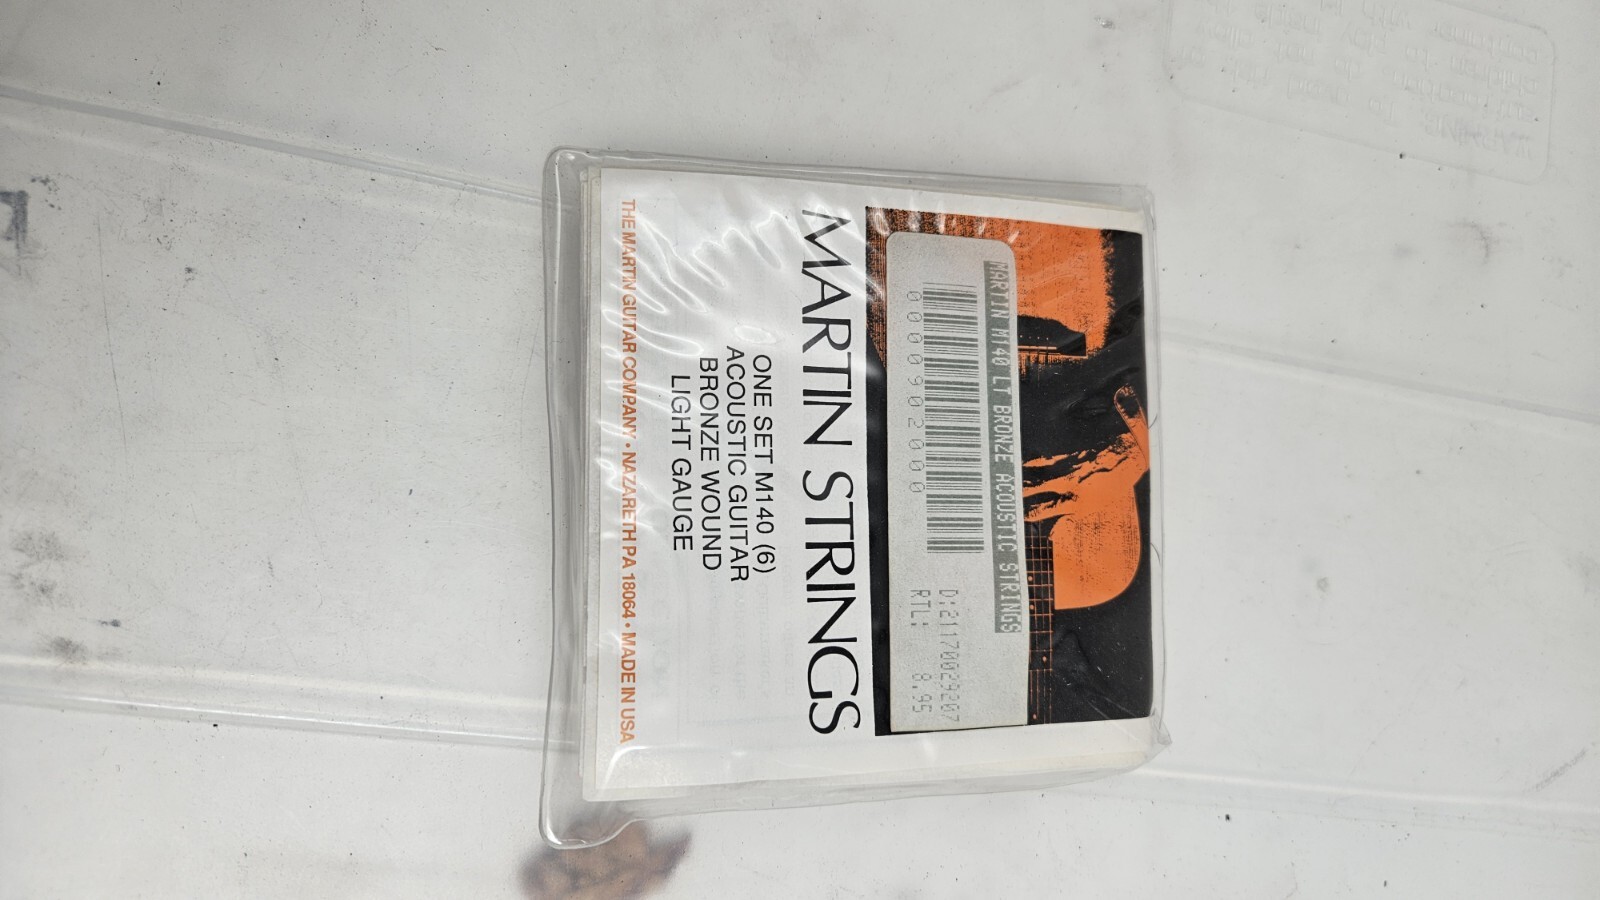 MARTIN M140 LT BRONZE ACOUSTIC STRINGS
0000902000
D:21170029207
RTL: 8.95
MARTIN STRINGS
ONE SET M140 (6)
ACOUSTIC GUITAR
BRONZE WOUND
LIGHT GAUGE
THE MARTIN GUITAR COMPANY • NAZARETH PA 18064 • MADE IN USA